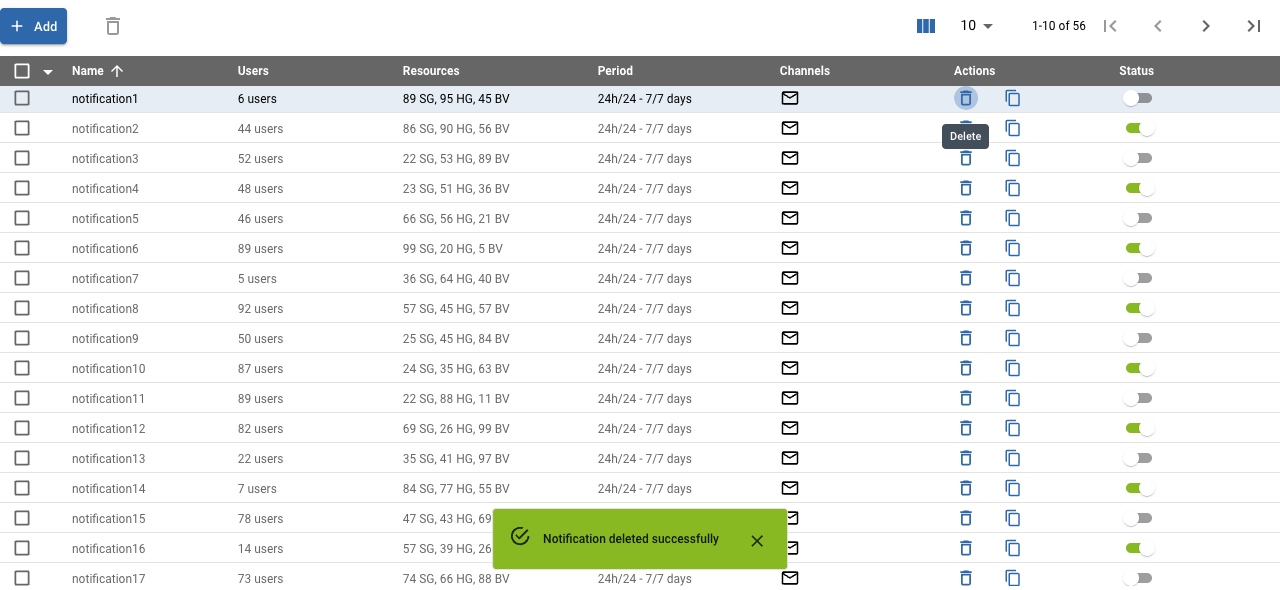 Add 10 1-10 of 56
Name Users Resources Period Channels Actions Status
notification1 6 users 89 SG, 95 HG, 45 BV 24h/24 - 7/7 days
notification2 44 users 86 SG, 90 HG, 56 BV 24h/24 - 7/7 days
Delete
notification3 52 users 22 SG, 53 HG, 89 BV 24h/24 - 7/7 days
notification4 48 users 23 SG, 51 HG, 36 BV 24h/24 - 7/7 days
notification5 46 users 66 SG, 56 HG, 21 BV 24h/24 - 7/7 days
notification6 89 users 99 SG, 20 HG, 5 BV 24h/24 - 7/7 days
notification7 5 users 36 SG, 64 HG, 40 BV 24h/24 - 7/7 days
notification8 92 users 57 SG, 45 HG, 57 BV 24h/24 - 7/7 days
notification9 50 users 25 SG, 45 HG, 84 BV 24h/24 - 7/7 days
notification10 87 users 24 SG, 35 HG, 63 BV 24h/24 - 7/7 days
notification11 89 users 22 SG, 88 HG, 11 BV 24h/24 - 7/7 days
notification12 82 users 69 SG, 26 HG, 99 BV 24h/24 - 7/7 days
notification13 22 users 35 SG, 41 HG, 97 BV 24h/24 - 7/7 days
notification14 7 users 84 SG, 77 HG, 55 BV 24h/24 - 7/7 days
notification15 78 users 47 SG, 43 HG, 69
Notification deleted successfully
notification16 14 users 57 SG, 39 HG, 26
notification17 73 users 74 SG, 66 HG, 88 BV 24h/24 - 7/7 days